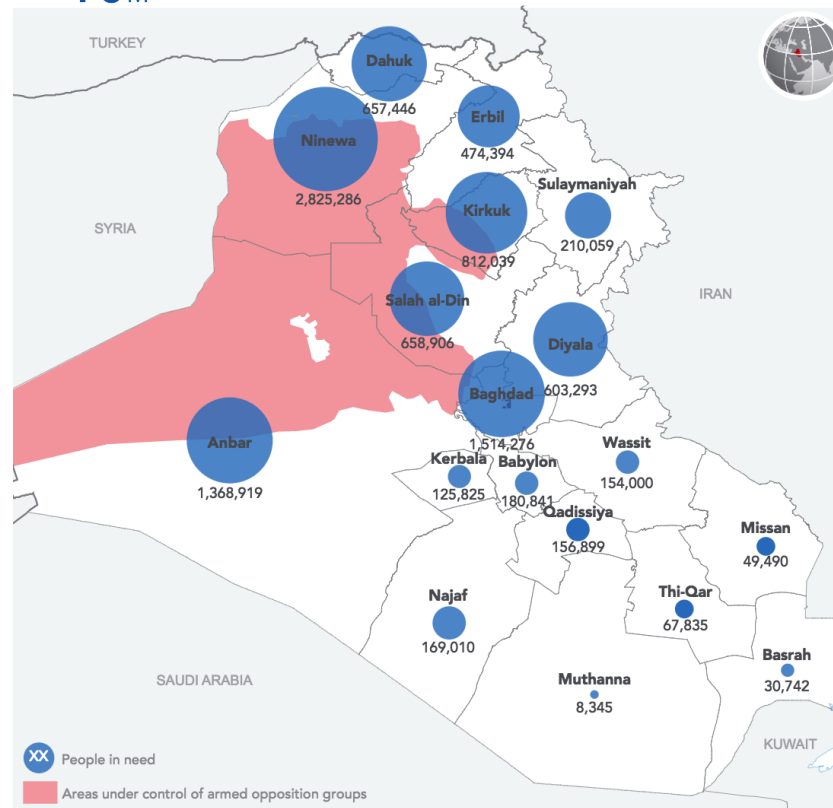 TURKEY
Dahuk
657,446
Erbil
474,394
Ninewa
2,825,286
Sulaymaniyah
210,059
Kirkuk
812,039
SYRIA
IRAN
Salah al-Din
658,906
Diyala
603,293
Baghdad
1,514,276
Anbar
1,368,919
Wassit
154,000
Kerbala
125,825
Babylon
180,841
Qadissiya
156,899
Missan
49,490
Najaf
169,010
Thi-Qar
67,835
Basrah
30,742
Muthanna
8,345
SAUDI ARABIA
KUWAIT
XX People in need
Areas under control of armed opposition groups